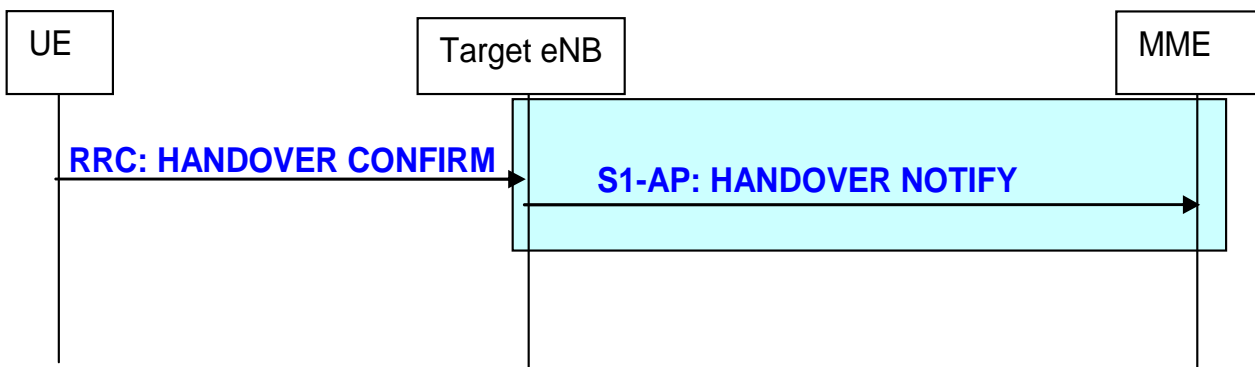 UE
Target eNB
MME
RRC: HANDOVER CONFIRM
S1-AP: HANDOVER NOTIFY